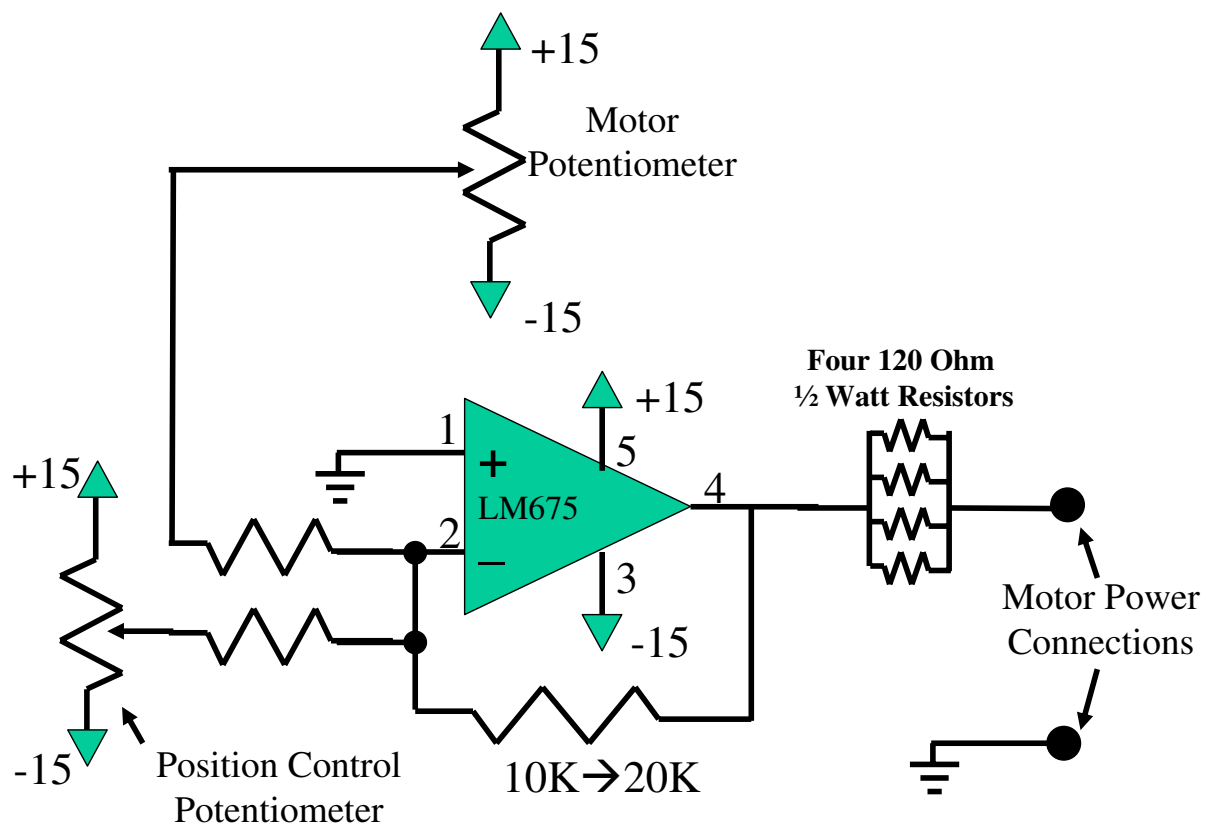 +15
Motor
Potentiometer
-15
Four 120 Ohm
½ Watt Resistors
+15
1
+
5
LM675
4
2
−
3
-15
+15
-15
Position Control
Potentiometer
10K→20K
Motor Power
Connections